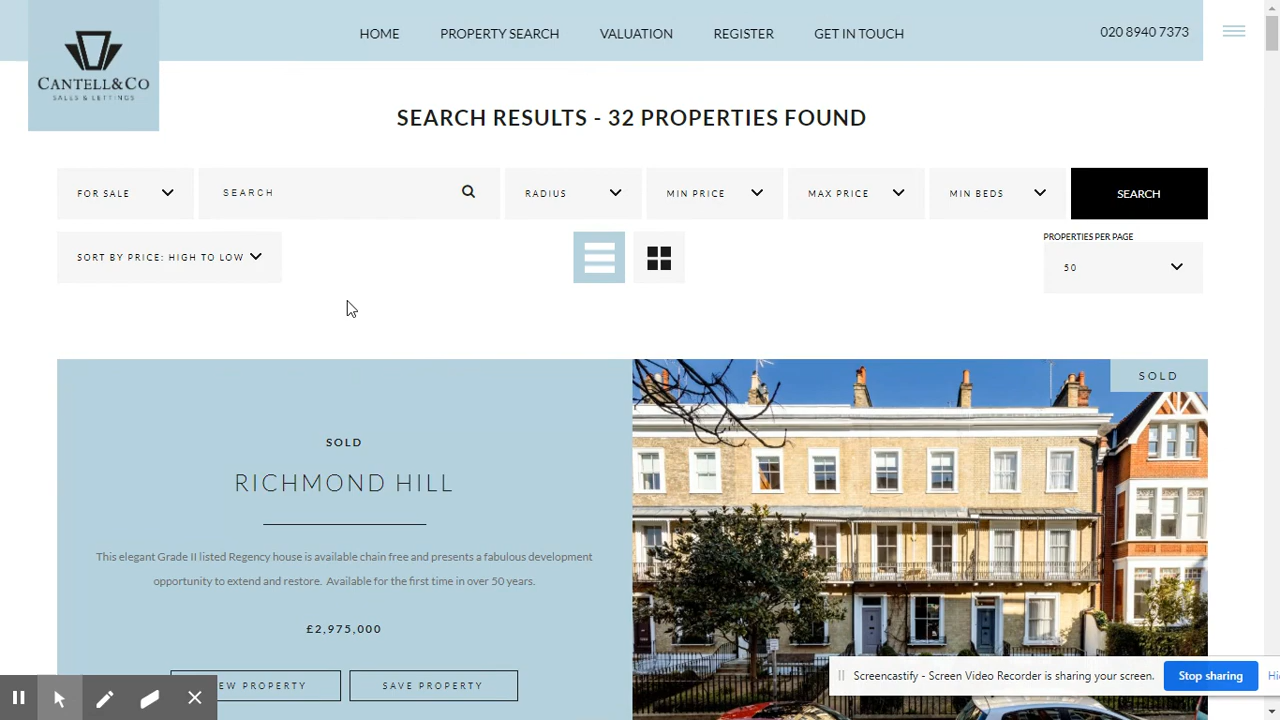 HOME PROPERTY SEARCH VALUATION REGISTER GET IN TOUCH 020 8940 7373
CANTELL&CO
SALES & LETTINGS
SEARCH RESULTS - 32 PROPERTIES FOUND
FOR SALE SEARCH RADIUS MIN PRICE MAX PRICE MIN BEDS SEARCH
PROPERTIES PER PAGE
SORT BY PRICE: HIGH TO LOW 50
SOLD
SOLD
RICHMOND HILL
This elegant Grade II listed Regency house is available chain free and presents a fabulous development
opportunity to extend and restore. Available for the first time in over 50 years.
£2,975,000
PROPERTY SAVE PROPERTY
Screencastify - Screen Video Recorder is sharing your screen. Stop sharing